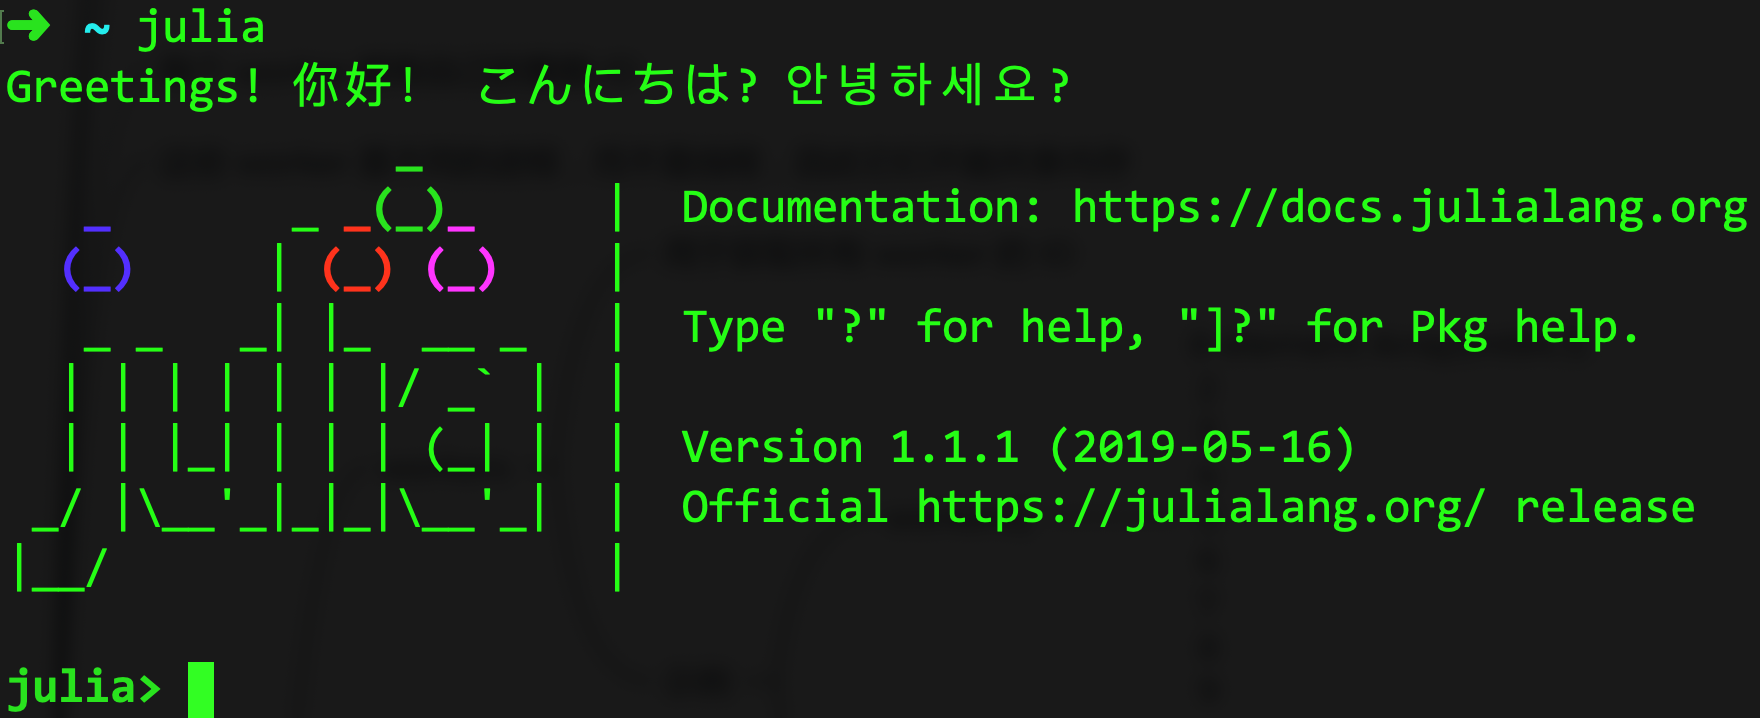 ➜ ~ julia
Greetings! 你好! こんにちは? 안녕하세요?
               _
   _       _ _(_)_     |  Documentation: https://docs.julialang.org
  (_)     | (_) (_)    |
   _ _   _| |_  __ _   |  Type "?" for help, "]?" for Pkg help.
  | | | | | | |/ _` |  |
  | | |_| | | | (_| |  |  Version 1.1.1 (2019-05-16)
 _/ |\__'_|_|_|\__'_|  |  Official https://julialang.org/ release
|__/                   |
julia>